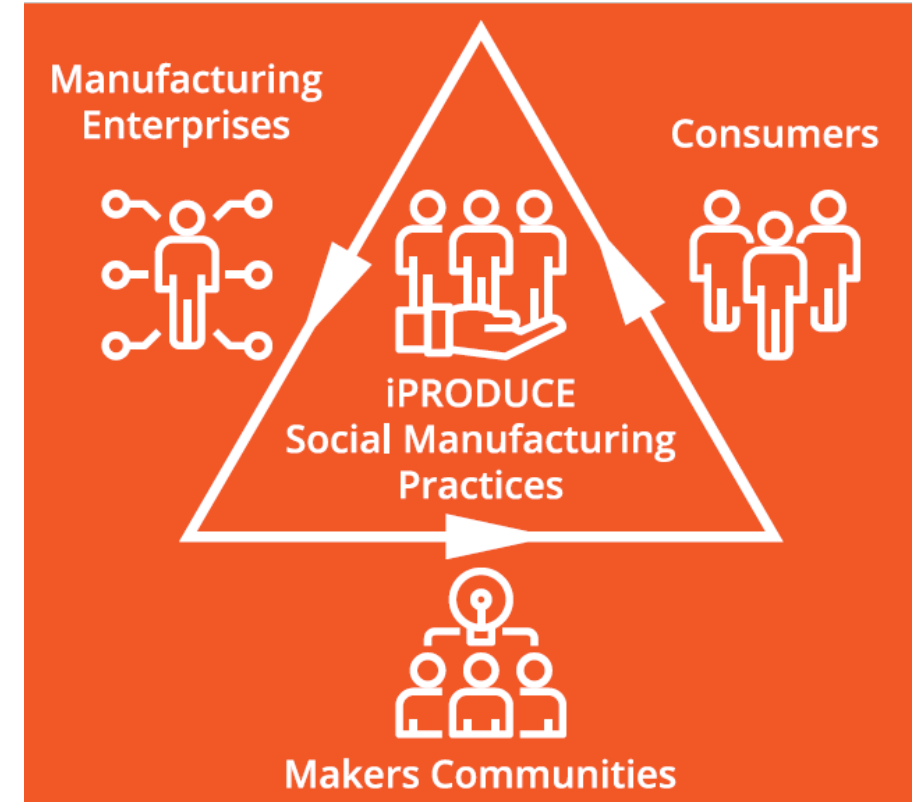 Manufacturing
Enterprises
Consumers
iPRODUCE
Social Manufacturing
Practices
Makers Communities